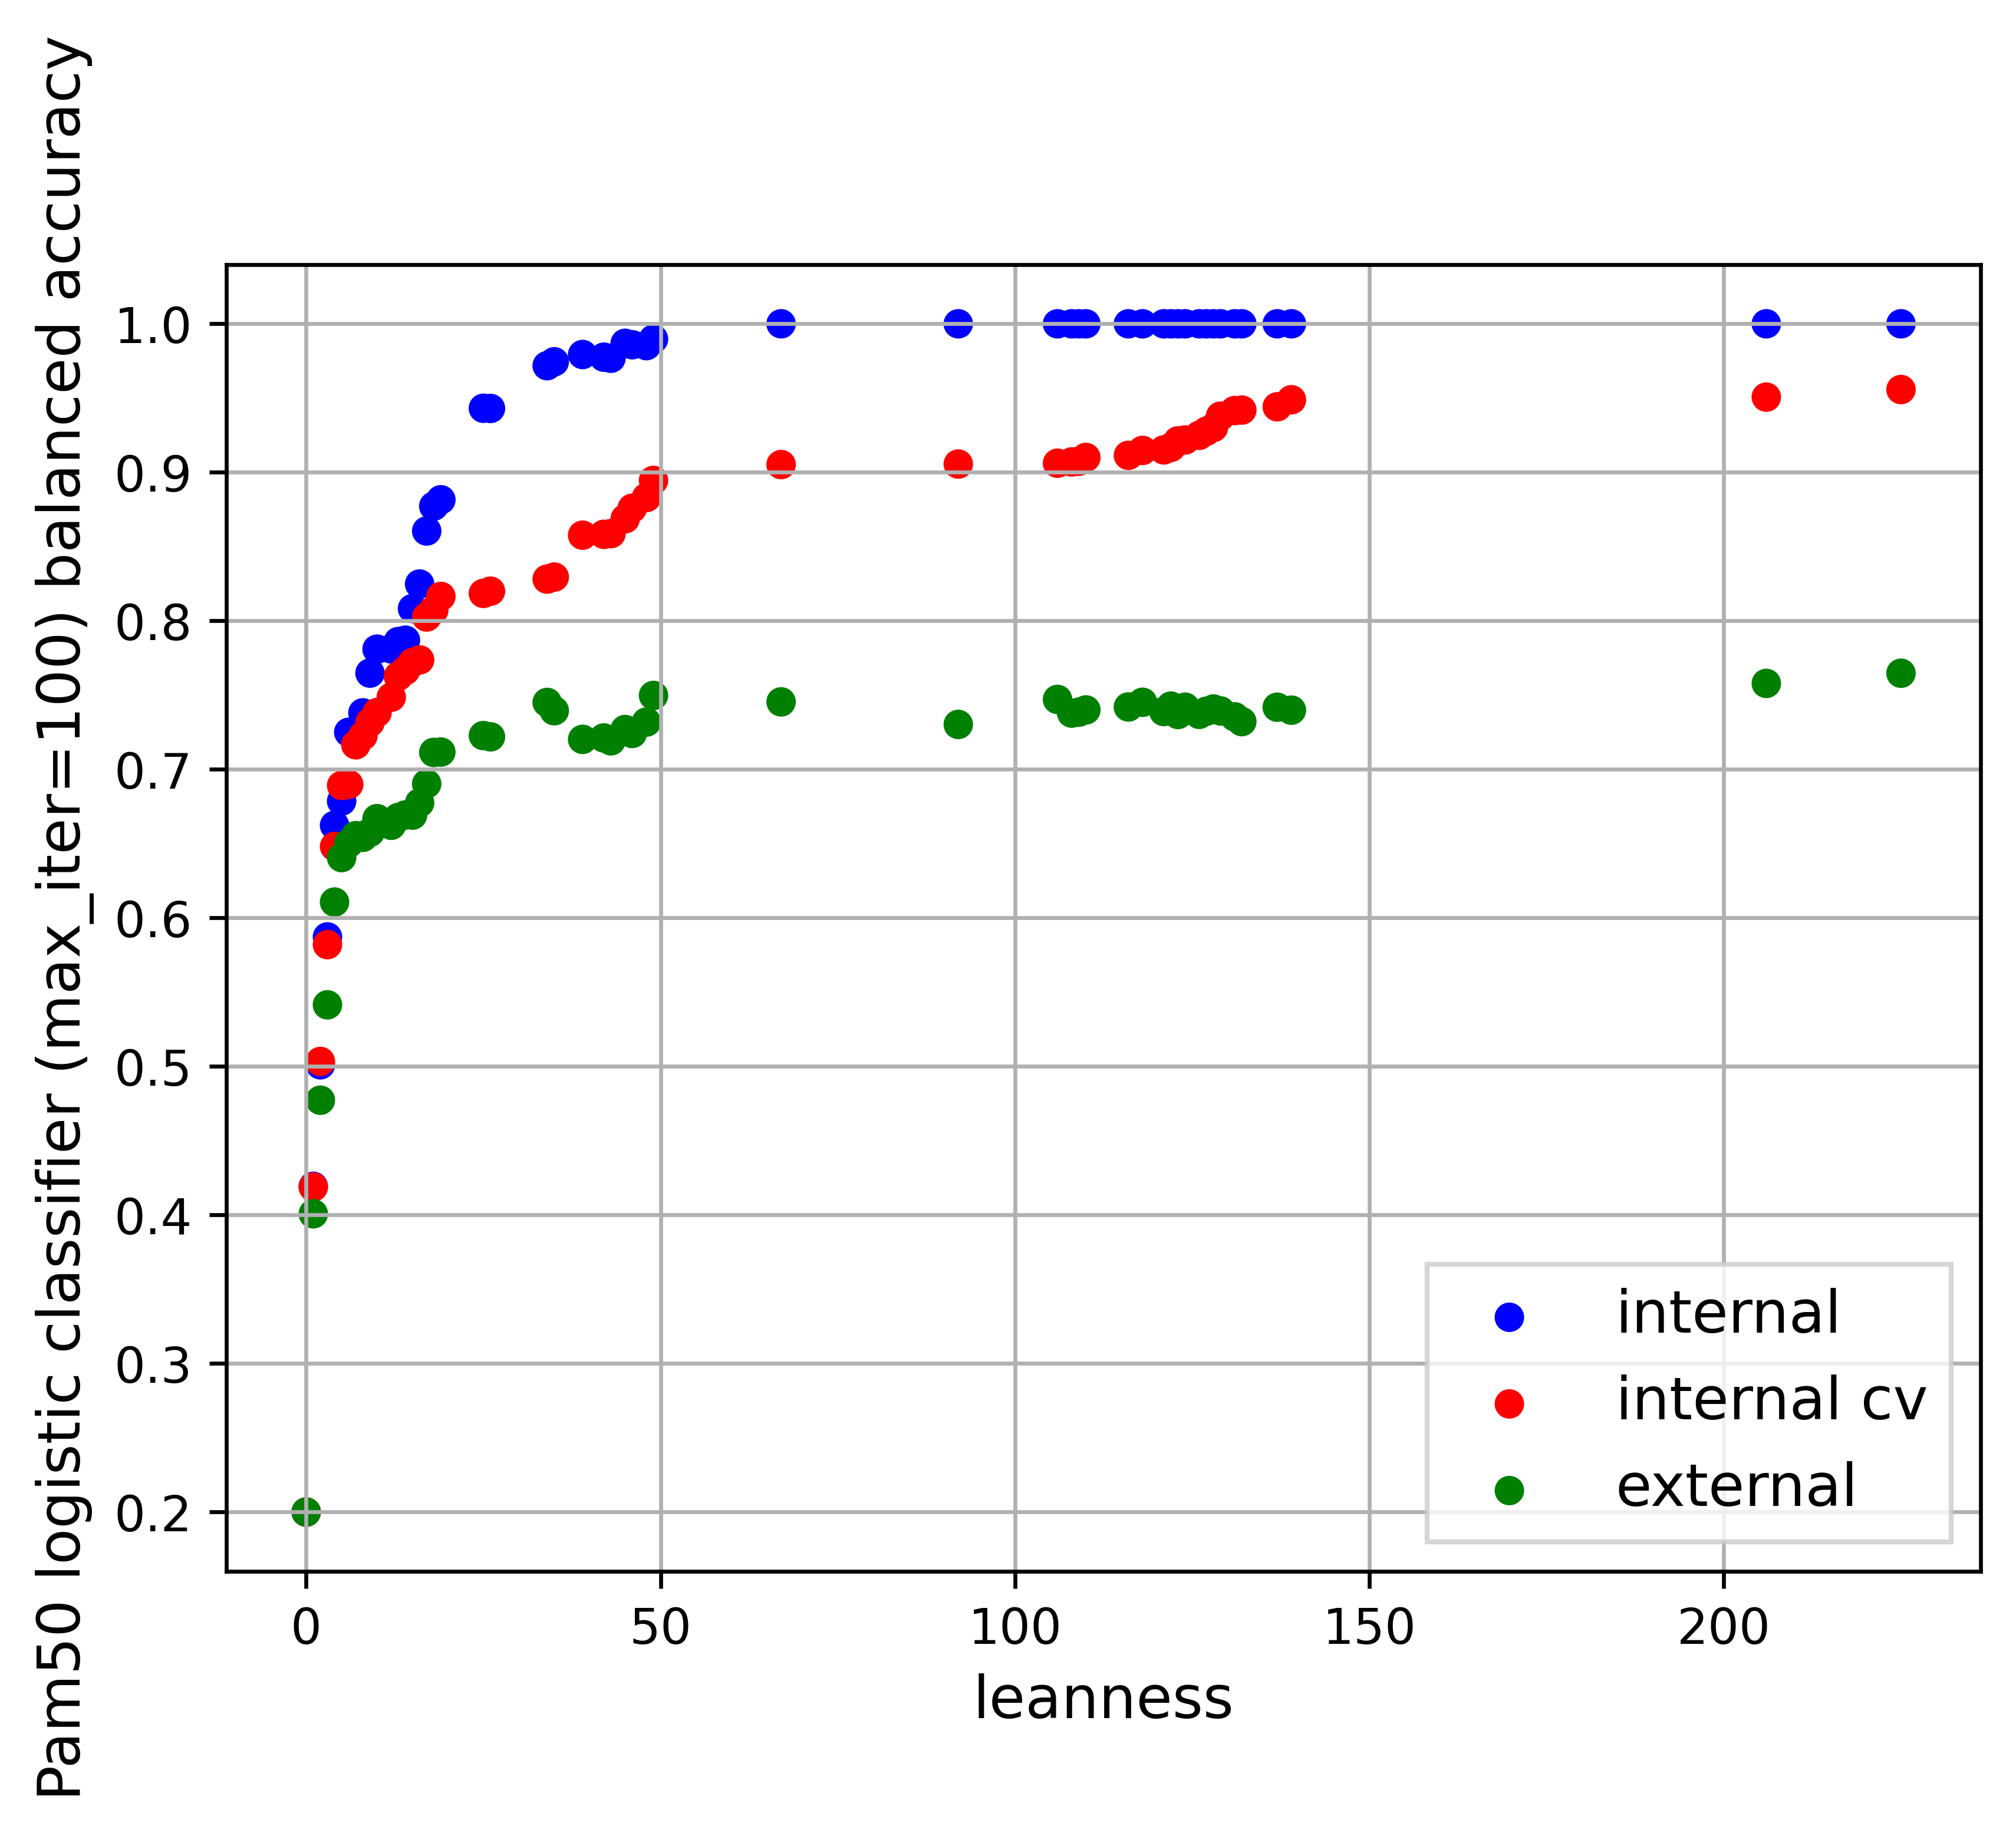 Pam50 logistic classifier (max_iter=100) balanced accuracy
1.0
0.9
0.8
0.7
0.6
0.5
0.4
0.3
0.2
internal
internal cv
external
0 50 100 150 200
leanness